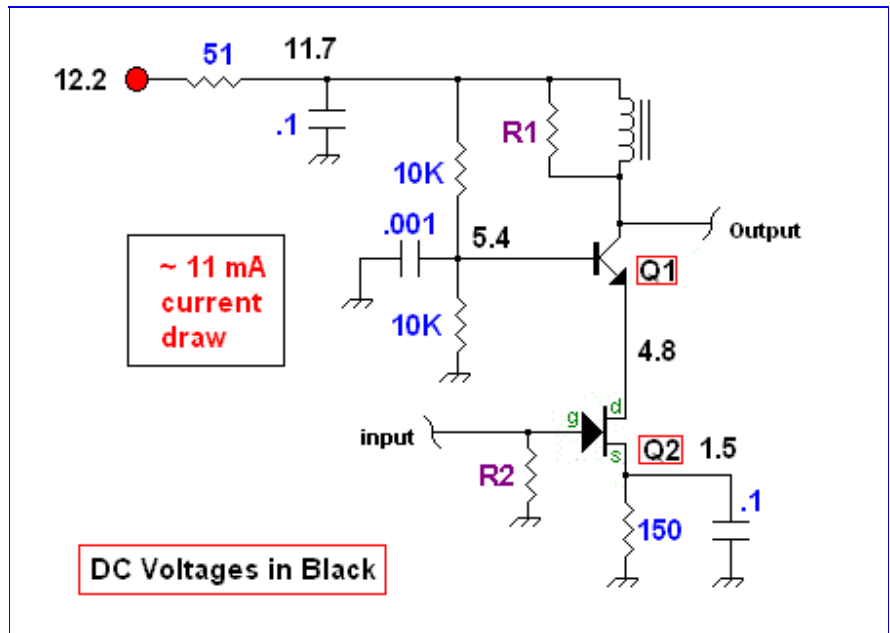 51
11.7
12.2
.1
R1
10K
.001
5.4
Output
~ 11 mA
current
draw
Q1
10K
4.8
g
d
input
Q2
1.5
s
R2
.1
150
DC Voltages in Black